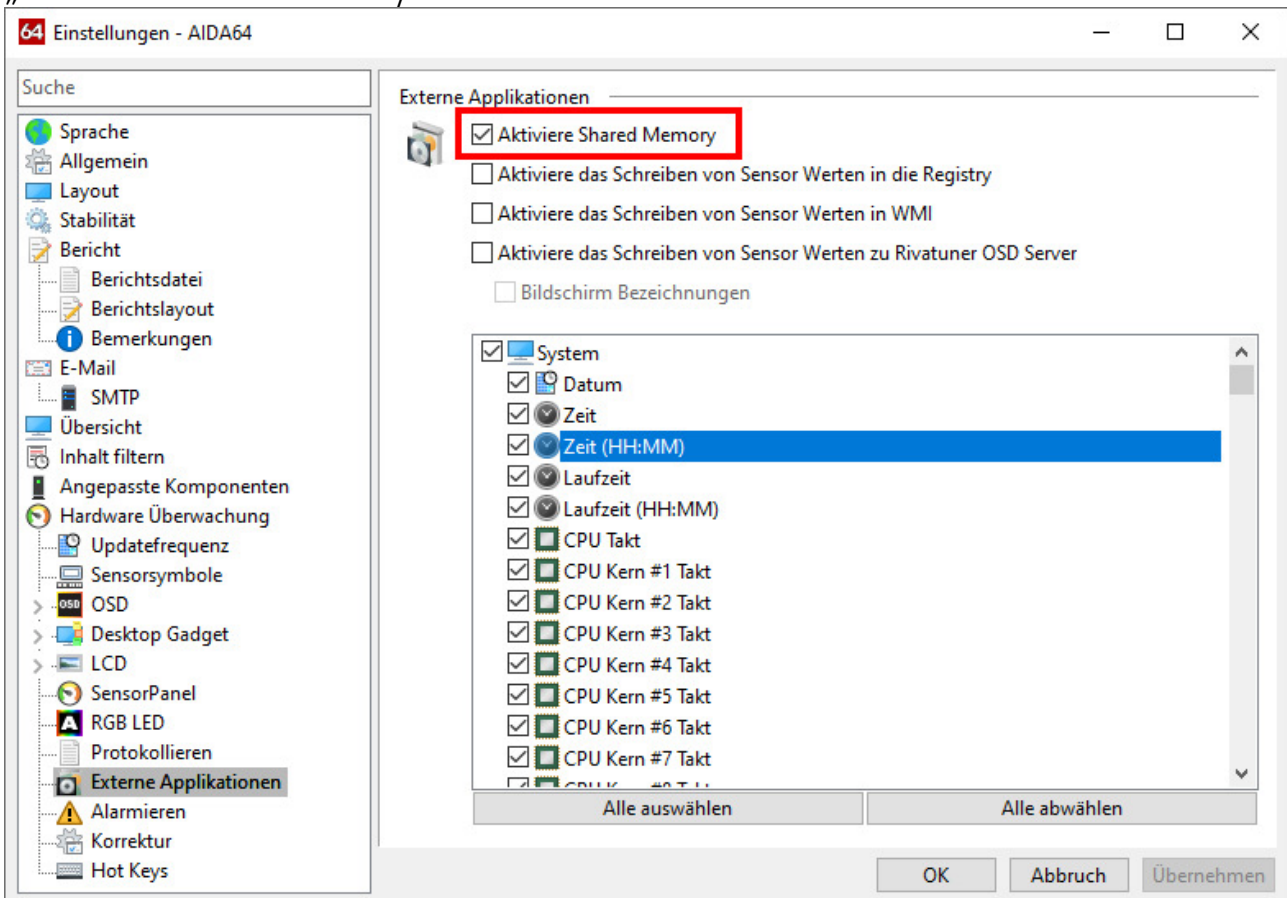 64 Einstellungen - AIDA64
Suche
Sprache
Allgemein
Layout
Stabilität
Bericht
Berichtsdatei
Berichtslayout
Bemerkungen
E-Mail
SMTP
Übersicht
Inhalt filtern
Angepasste Komponenten
Hardware Überwachung
Updatefrequenz
Sensorsymbole
OSD
Desktop Gadget
LCD
SensorPanel
RGB LED
Protokollieren
Externe Applikationen
Alarmieren
Korrektur
Hot Keys
Externe Applikationen
Aktiviere Shared Memory
Aktiviere das Schreiben von Sensor Werten in die Registry
Aktiviere das Schreiben von Sensor Werten in WMI
Aktiviere das Schreiben von Sensor Werten zu Rivatuner OSD Server
Bildschirm Bezeichnungen
System
Datum
Zeit
Zeit (HH:MM)
Laufzeit
Laufzeit (HH:MM)
CPU Takt
CPU Kern #1 Takt
CPU Kern #2 Takt
CPU Kern #3 Takt
CPU Kern #4 Takt
CPU Kern #5 Takt
CPU Kern #6 Takt
CPU Kern #7 Takt
Alle auswählen
Alle abwählen
OK
Abbruch
Übernehmen